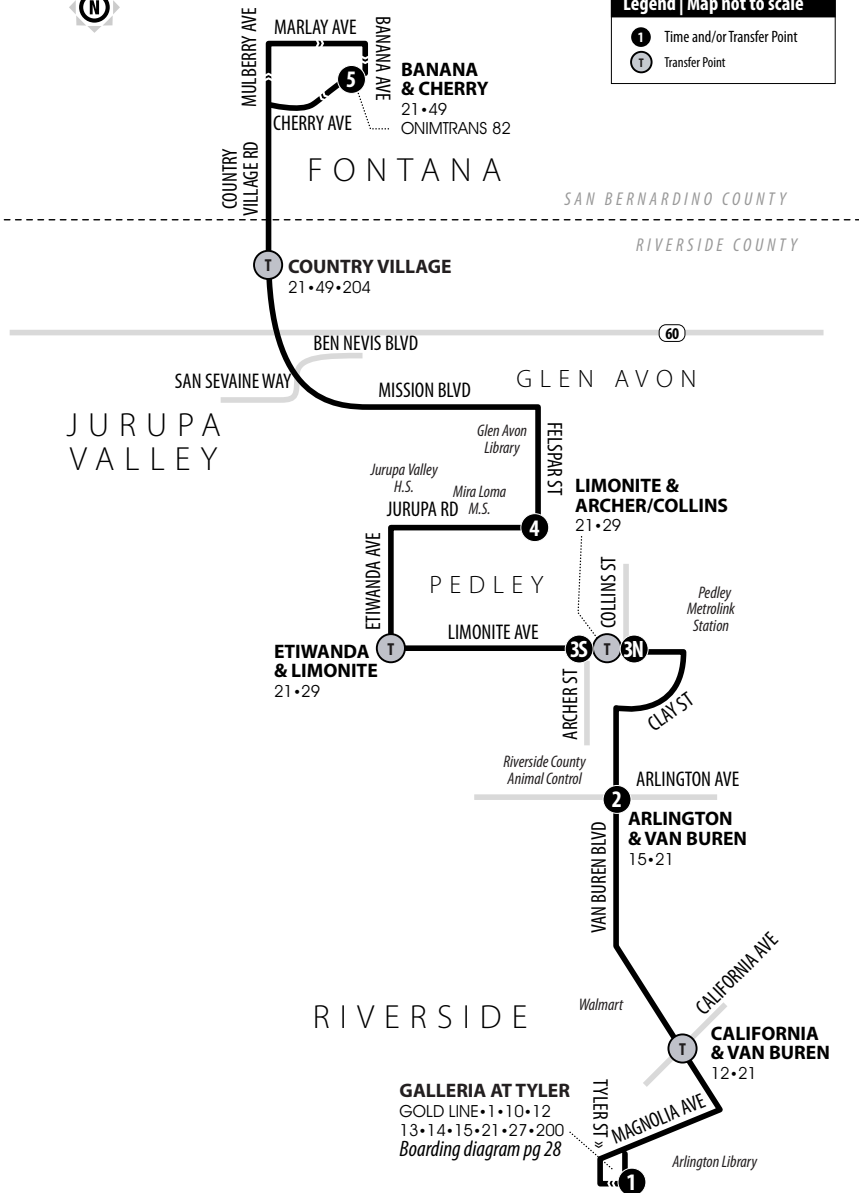 N
Legend | Map not to scale
1 Time and/or Transfer Point
T Transfer Point
MULBERRY AVE
MARLAY AVE
BANANA AVE
5
BANANA
& CHERRY
21•49
ONIMTRANS 82
CHERRY AVE
COUNTRY
VILLAGE RD
FONTANA
SAN BERNARDINO COUNTY
RIVERSIDE COUNTY
T
COUNTRY VILLAGE
21•49•204
60
BEN NEVIS BLVD
SAN SEVAINE WAY
MISSION BLVD
GLEN AVON
JURUPA
VALLEY
Glen Avon
Library
FELSPAR ST
Jurupa Valley
H.S.
Mira Loma
M.S.
JURUPA RD
4
LIMONITE &
ARCHER/COLLINS
21•29
ETIWANDA AVE
PEDLEY
COLLINS ST
Pedley
Metrolink
Station
LIMONITE AVE
T
3S
T
3N
ETIWANDA
& LIMONITE
21•29
ARCHER ST
CLAY ST
Riverside County
Animal Control
ARLINGTON AVE
2
ARLINGTON
& VAN BUREN
15•21
VAN BUREN BLVD
RIVERSIDE
Walmart
CALIFORNIA AVE
T
CALIFORNIA
& VAN BUREN
12•21
GALLERIA AT TYLER
GOLD LINE•1•10•12
13•14•15•21•27•200
Boarding diagram pg 28
TYLER ST
MAGNOLIA AVE
Arlington Library
1